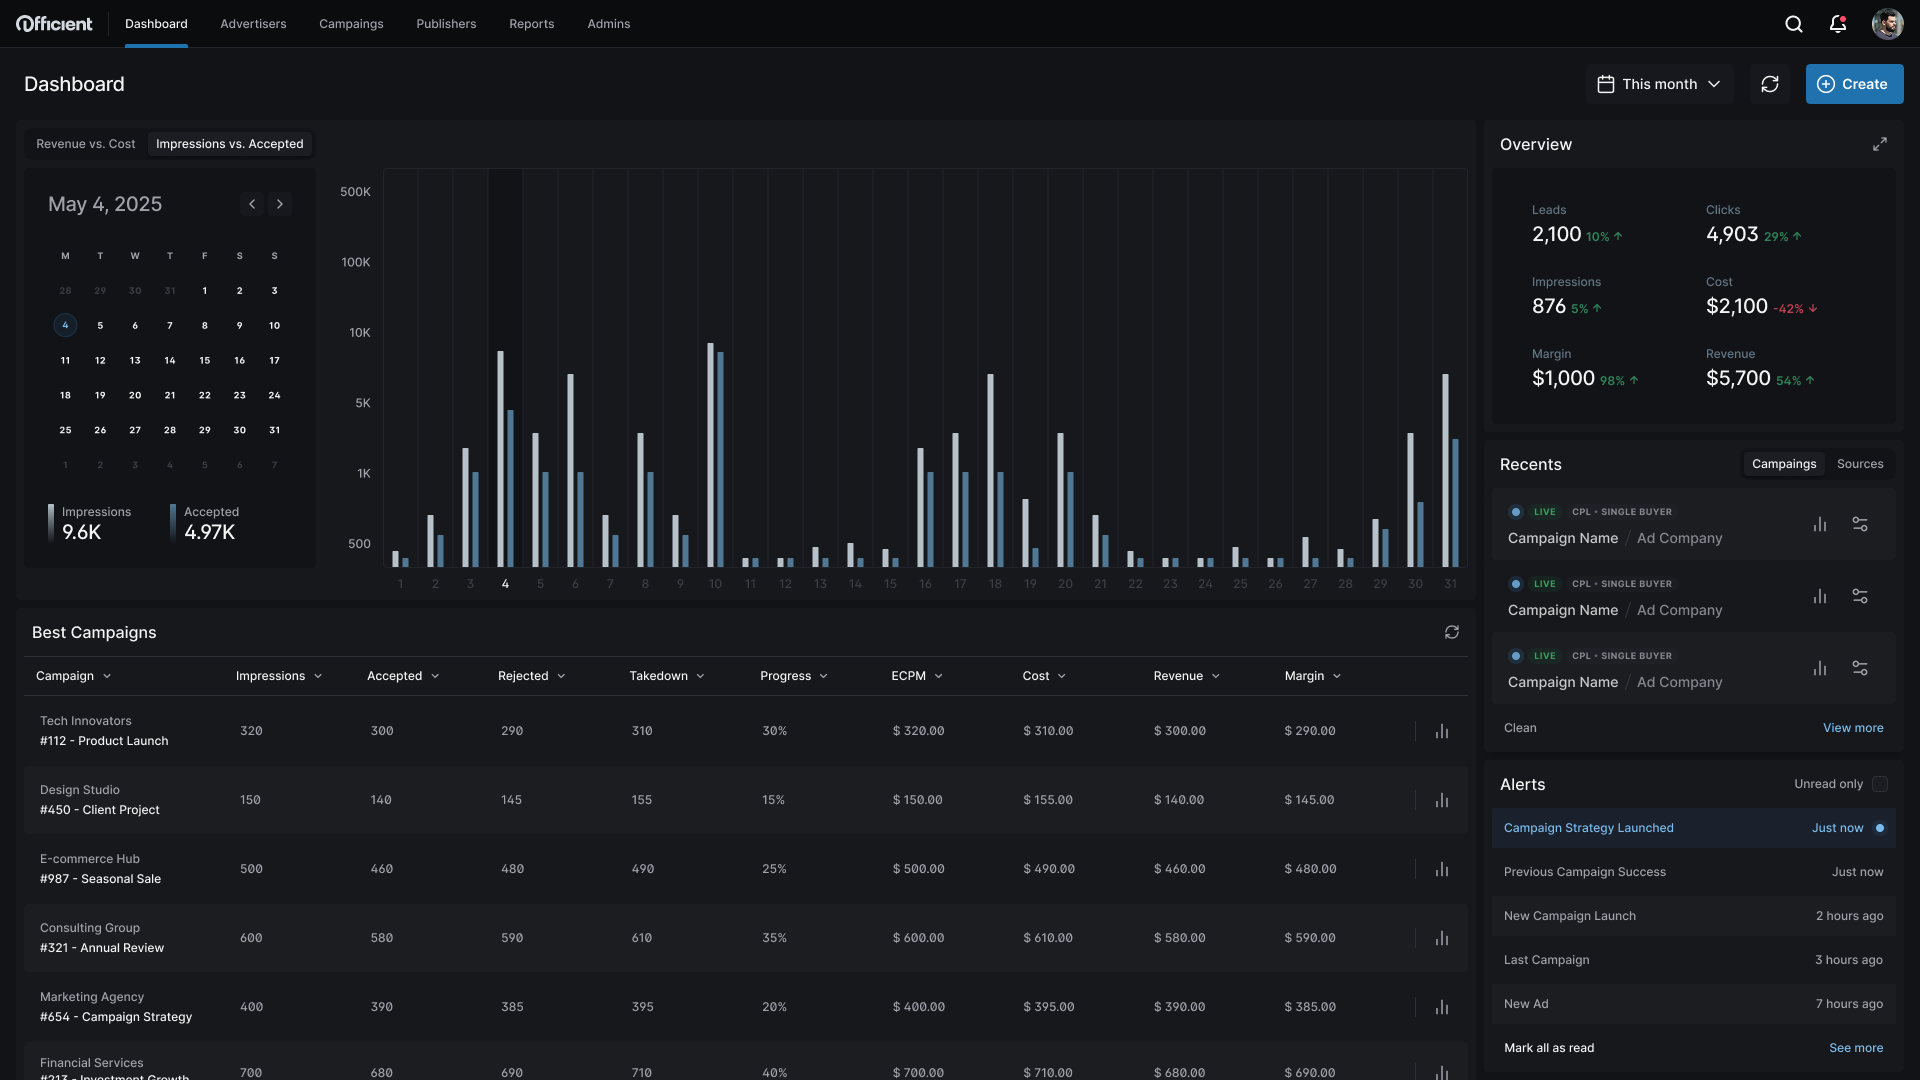 Officient
Dashboard Advertisers Campaings Publishers Reports Admins
Dashboard
This month
Create
Revenue vs. Cost Impressions vs. Accepted
May 4, 2025
M T W T F S S
28 29 30 31 1 2 3
4 5 6 7 8 9 10
11 12 13 14 15 16 17
18 19 20 21 22 23 24
25 26 27 28 29 30 31
1 2 3 4 5 6 7
Impressions Accepted
9.6K 4.97K
500K
100K
10K
5K
1K
500
1 2 3 4 5 6 7 8 9 10 11 12 13 14 15 16 17 18 19 20 21 22 23 24 25 26 27 28 29 30 31
Overview
Leads Clicks
2,100 10% 4,903 29%
Impressions Cost
876 5% $2,100 -42%
Margin Revenue
$1,000 98% $5,700 54%
Recents
Campaings Sources
LIVE CPL • SINGLE BUYER
Campaign Name / Ad Company
LIVE CPL • SINGLE BUYER
Campaign Name / Ad Company
LIVE CPL • SINGLE BUYER
Campaign Name / Ad Company
Clean View more
Best Campaigns
Campaign Impressions Accepted Rejected Takedown Progress ECPM Cost Revenue Margin
Tech Innovators
#112 - Product Launch
320 300 290 310 30% $ 320.00 $ 310.00 $ 300.00 $ 290.00
Design Studio
#450 - Client Project
150 140 145 155 15% $ 150.00 $ 155.00 $ 140.00 $ 145.00
E-commerce Hub
#987 - Seasonal Sale
500 460 480 490 25% $ 500.00 $ 490.00 $ 460.00 $ 480.00
Consulting Group
#321 - Annual Review
600 580 590 610 35% $ 600.00 $ 610.00 $ 580.00 $ 590.00
Marketing Agency
#654 - Campaign Strategy
400 390 385 395 20% $ 400.00 $ 395.00 $ 390.00 $ 385.00
Financial Services
#213 - Investment Growth
700 680 690 710 40% $ 700.00 $ 710.00 $ 680.00 $ 690.00
Alerts
Unread only
Campaign Strategy Launched Just now
Previous Campaign Success Just now
New Campaign Launch 2 hours ago
Last Campaign 3 hours ago
New Ad 7 hours ago
Mark all as read See more